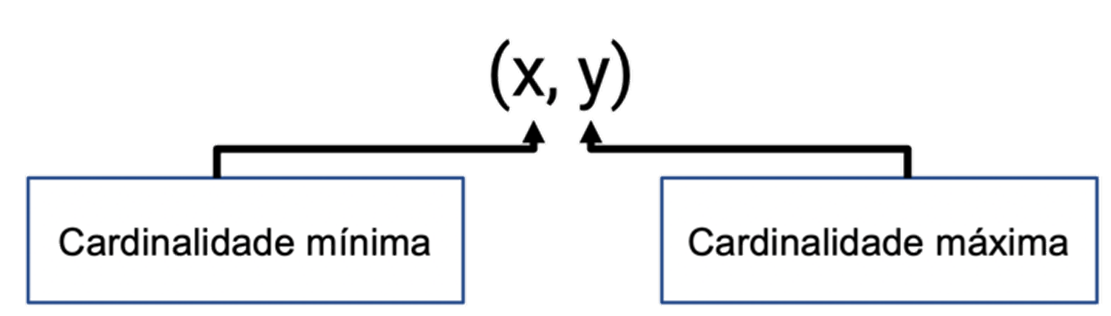 (x, y)
Cardinalidade mínima
Cardinalidade máxima